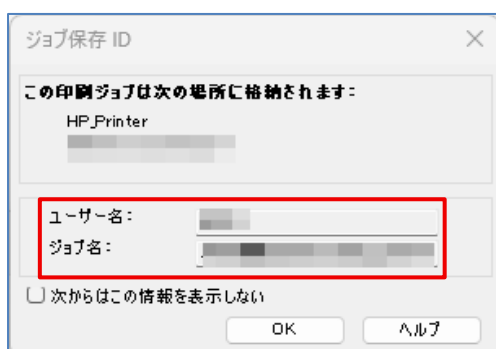 ジョブ保存 ID
この印刷ジョブは次の場所に格納されます:
HP_Printer
ユーザー名:
ジョブ名:
次からはこの情報を表示しない
OK ヘルプ